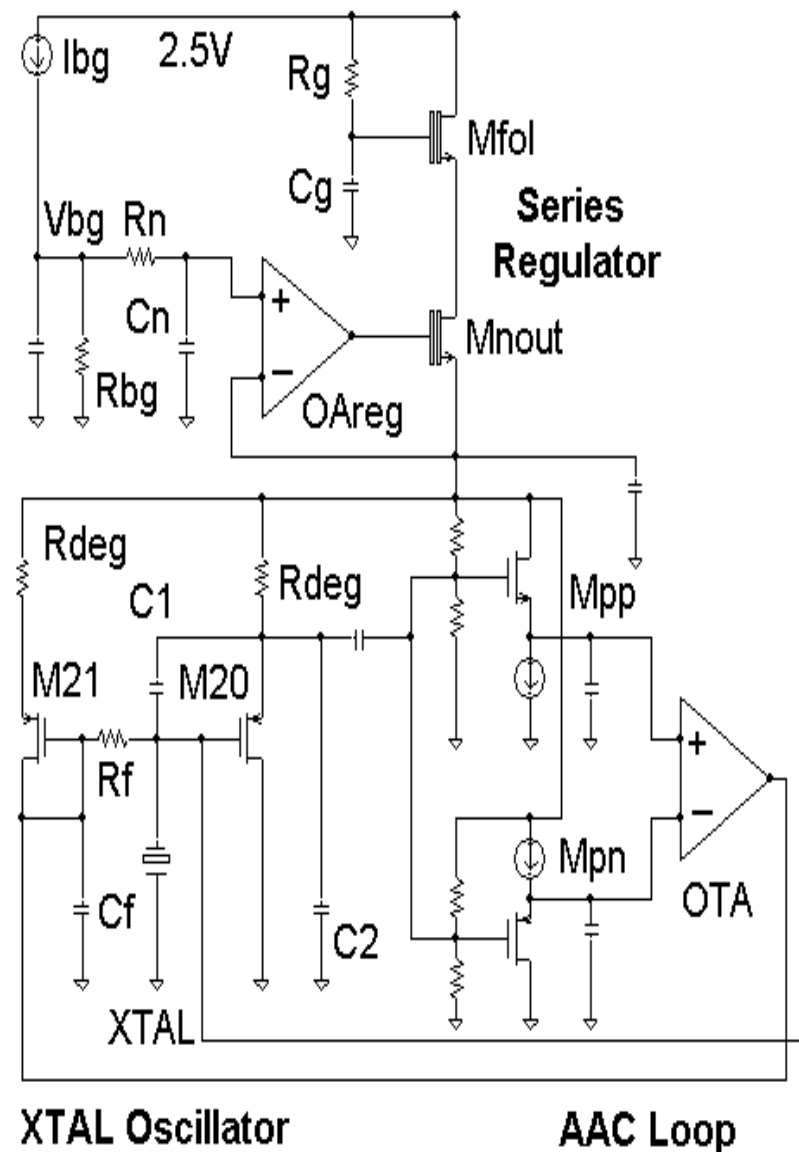 Ibg
2.5V
Rg
Mfol
Cg
Series
Regulator
Vbg
Rn
+
Cn
Mnout
−
Rbg
OAreg
Rdeg
Rdeg
Mpp
C1
M21
M20
+
Rf
−
Mpn
OTA
Cf
C2
XTAL
XTAL Oscillator
AAC Loop